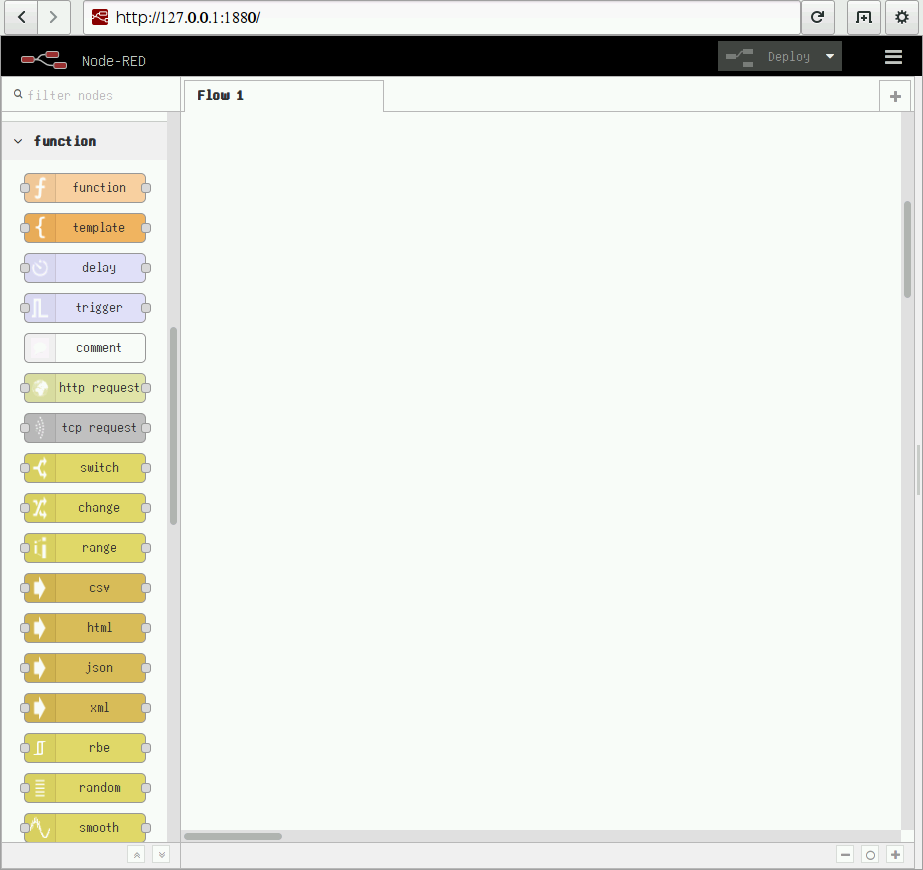 http://127.0.0.1:1880/
Node-RED
Deploy
filter nodes
Flow 1
function
function
template
delay
trigger
comment
http request
tcp request
switch
change
range
csv
html
json
xml
rbe
random
smooth